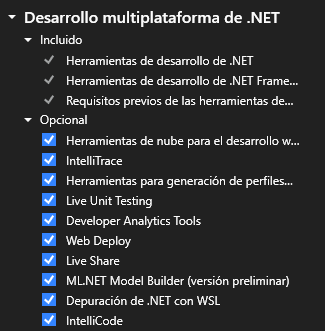 Desarrollo multiplataforma de .NET
Incluido
Herramientas de desarrollo de .NET
Herramientas de desarrollo de .NET Frame...
Requisitos previos de las herramientas de...
Opcional
Herramientas de nube para el desarrollo w...
IntelliTrace
Herramientas para generación de perfiles...
Live Unit Testing
Developer Analytics Tools
Web Deploy
Live Share
ML.NET Model Builder (versión preliminar)
Depuración de .NET con WSL
IntelliCode